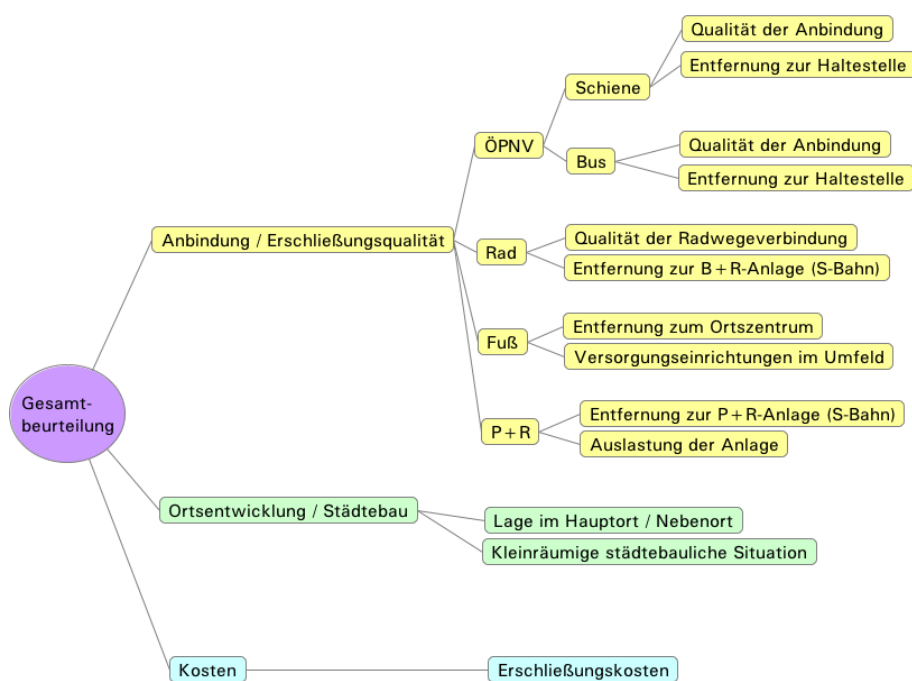 Qualität der Anbindung
Entfernung zur Haltestelle
Schiene
ÖPNV
Qualität der Anbindung
Bus
Entfernung zur Haltestelle
Anbindung / Erschließungsqualität
Qualität der Radwegeverbindung
Rad
Entfernung zur B+R-Anlage (S-Bahn)
Entfernung zum Ortszentrum
Fuß
Versorgungseinrichtungen im Umfeld
Gesamt-
beurteilung
Entfernung zur P+R-Anlage (S-Bahn)
P+R
Auslastung der Anlage
Ortsentwicklung / Städtebau
Lage im Hauptort / Nebenort
Kleinräumige städtebauliche Situation
Kosten
Erschließungskosten